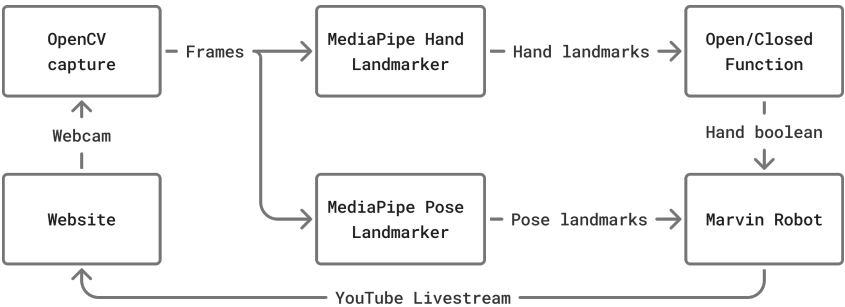 OpenCV
capture
Frames
MediaPipe Hand
Landmarker
Hand landmarks
Open/Closed
Function
Webcam
Hand boolean
Website
MediaPipe Pose
Landmarker
Pose landmarks
Marvin Robot
YouTube Livestream